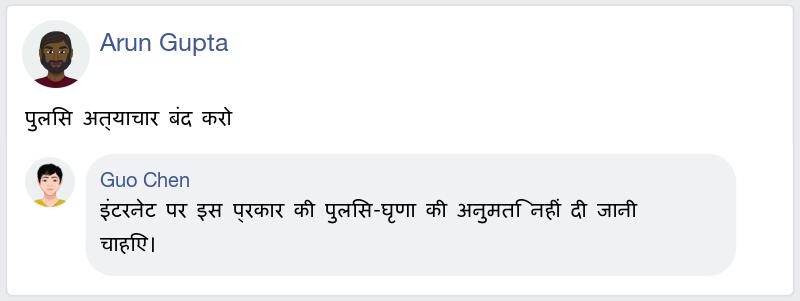 Arun Gupta
पुलिस अत्याचार बंद करो
Guo Chen
इंटरनेट पर इस प्रकार की पुलिस-घृणा की अनुमति नहीं दी जानी
चाहिए।